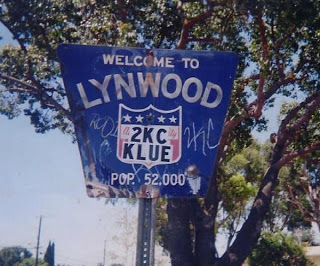 WELCOME TO
LYNWOOD
2KC
KLUE
POP. 52,000